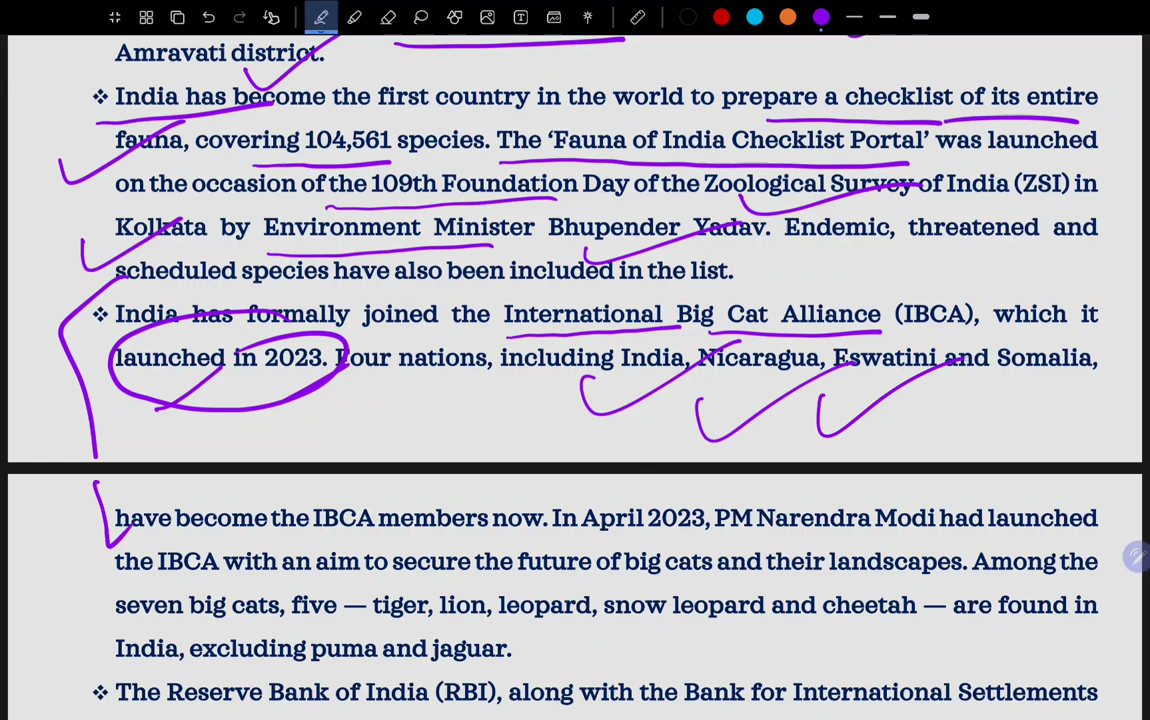 Amravati district.
❖ India has become the first country in the world to prepare a checklist of its entire
fauna, covering 104,561 species. The ‘Fauna of India Checklist Portal’ was launched
on the occasion of the 109th Foundation Day of the Zoological Survey of India (ZSI) in
Kolkata by Environment Minister Bhupender Yadav. Endemic, threatened and
scheduled species have also been included in the list.
❖ India has formally joined the International Big Cat Alliance (IBCA), which it
launched in 2023. Four nations, including India, Nicaragua, Eswatini and Somalia,
have become the IBCA members now. In April 2023, PM Narendra Modi had launched
the IBCA with an aim to secure the future of big cats and their landscapes. Among the
seven big cats, five — tiger, lion, leopard, snow leopard and cheetah — are found in
India, excluding puma and jaguar.
❖ The Reserve Bank of India (RBI), along with the Bank for International Settlements